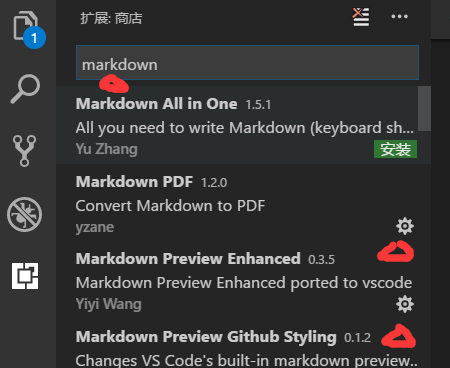 扩展: 商店
1
markdown
Markdown All in One 1.5.1
All you need to write Markdown (keyboard sh...
Yu Zhang 安装
Markdown PDF 1.2.0
Convert Markdown to PDF
yzane
Markdown Preview Enhanced 0.3.5
Markdown Preview Enhanced ported to vscode
Yiyi Wang
Markdown Preview Github Styling 0.1.2
Changes VS Code's built-in markdown preview..